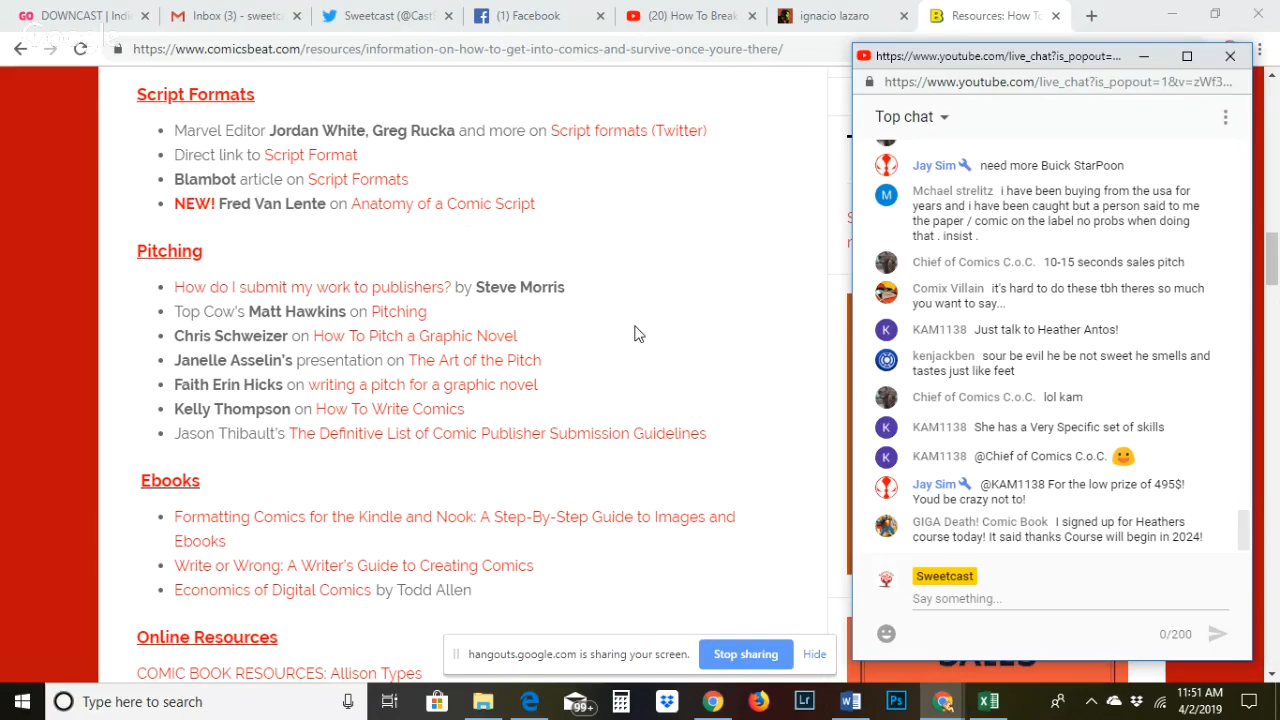 DOWNCAST | Indi
Inbox (3) - sweetc
Sweetcast (@Cast
(1) Facebook
(20) How To Break
ignacio lazaro
Resources: How To
https://www.comicsbeat.com/resources/information-on-how-to-get-into-comics-and-survive-once-youre-there/
Script Formats
Marvel Editor Jordan White, Greg Rucka and more on Script formats (Twitter)
Direct link to Script Format
Blambot article on Script Formats
NEW! Fred Van Lente on Anatomy of a Comic Script
Pitching
How do I submit my work to publishers? by Steve Morris
Top Cow's Matt Hawkins on Pitching
Chris Schweizer on How To Pitch a Graphic Novel
Janelle Asselin's presentation on The Art of the Pitch
Faith Erin Hicks on writing a pitch for a graphic novel
Kelly Thompson on How To Write Comics
Jason Thibault's The Definitive List of Comic Publisher Submission Guidelines
Ebooks
Formatting Comics for the Kindle and Nook: A Step-By-Step Guide to Images and
Ebooks
Write or Wrong: A Writer's Guide to Creating Comics
Economics of Digital Comics by Todd Allen
Online Resources
COMIC BOOK RESOURCES: Allison Types
hangouts.google.com is sharing your screen.
Stop sharing
Hide
https://www.youtube.com/live_chat?is_popout=...
https://www.youtube.com/live_chat?is_popout=1&v=zWf3...
Top chat
Jay Sim need more Buick StarPoon
Mchael strelitz i have been buying from the usa for
years and i have been caught but a person said to me
the paper / comic on the label no probs when doing
that . insist .
Chief of Comics C.o.C. 10-15 seconds sales pitch
Comix Villain it's hard to do these tbh theres so much
you want to say...
KAM1138 Just talk to Heather Antos!
kenjackben sour be evil he be not sweet he smells and
tastes just like feet
Chief of Comics C.o.C. lol kam
KAM1138 She has a Very Specific set of skills
KAM1138 @Chief of Comics C.o.C.
Jay Sim @KAM1138 For the low prize of 495$!
Youd be crazy not to!
GIGA Death! Comic Book I signed up for Heathers
course today! It said thanks Course will begin in 2024!
Sweetcast
Say something...
0/200
SALES
Type here to search
99+
Lr
Ps
11:51 AM
4/2/2019